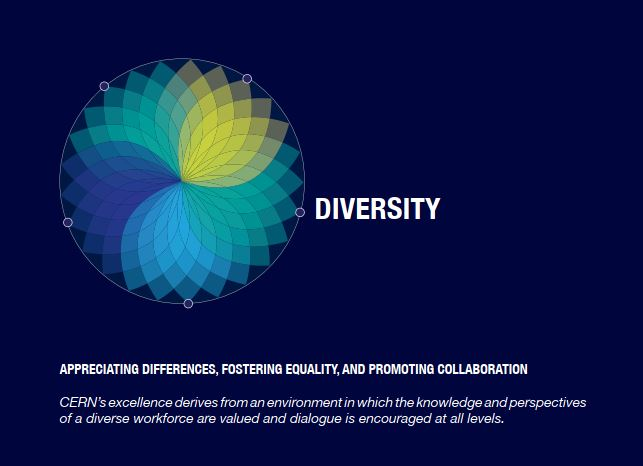 DIVERSITY
APPRECIATING DIFFERENCES, FOSTERING EQUALITY, AND PROMOTING COLLABORATION
CERN's excellence derives from an environment in which the knowledge and perspectives
of a diverse workforce are valued and dialogue is encouraged at all levels.